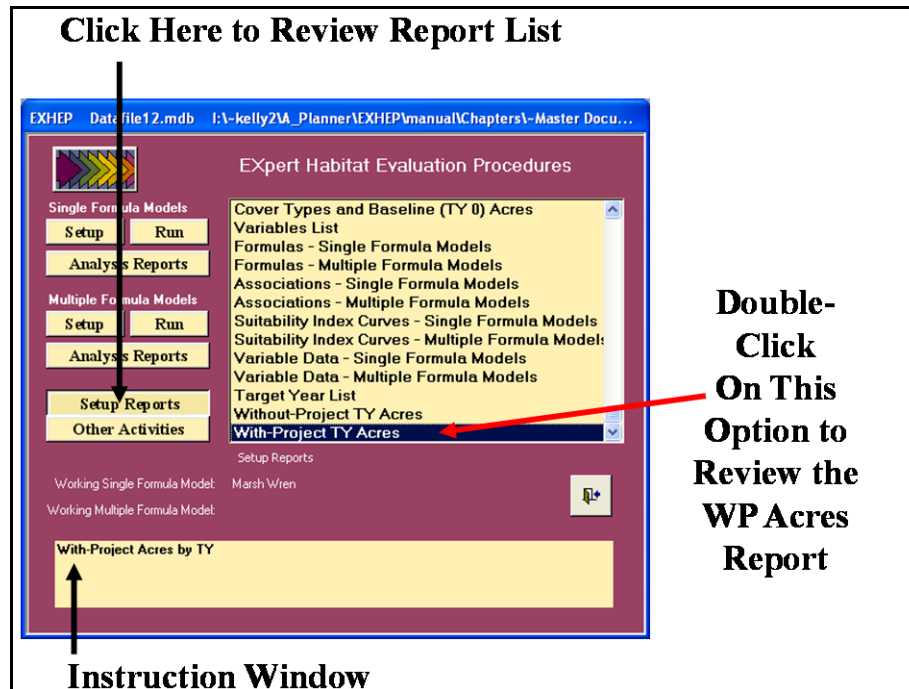 Click Here to Review Report List
EXHEP Datafile12.mdb I:\~kelly2\A_Planner\EXHEP\manual\Chapters\~Master Docu...
EXpert Habitat Evaluation Procedures
Single Formula Models
Setup Run
Analysis Reports
Multiple Formula Models
Setup Run
Analysis Reports
Setup Reports
Other Activities
Cover Types and Baseline (TY 0) Acres
Variables List
Formulas - Single Formula Models
Formulas - Multiple Formula Models
Associations - Single Formula Models
Associations - Multiple Formula Models
Suitability Index Curves - Single Formula Models
Suitability Index Curves - Multiple Formula Models
Variable Data - Single Formula Models
Variable Data - Multiple Formula Models
Target Year List
Without-Project TY Acres
With-Project TY Acres
Setup Reports
Working Single Formula Model: Marsh Wren
Working Multiple Formula Model:
With-Project Acres by TY
Double-
Click
On This
Option to
Review the
WP Acres
Report
Instruction Window